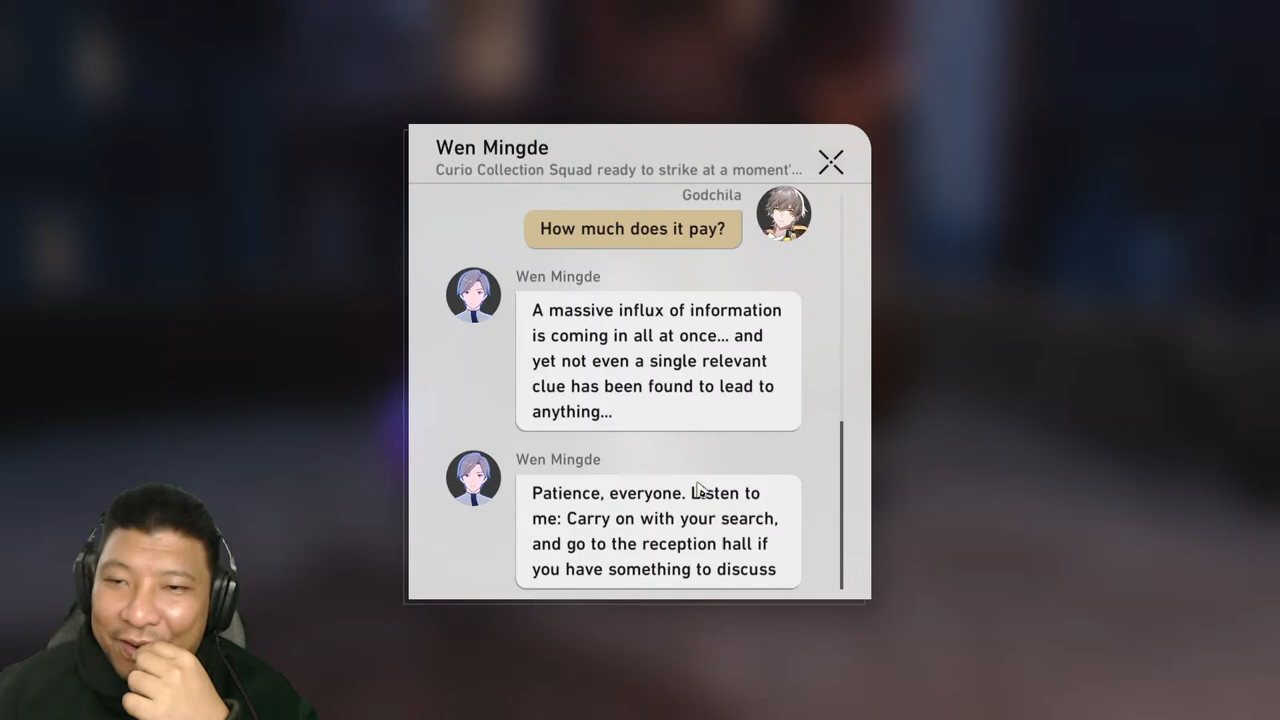 Wen Mingde
Curio Collection Squad ready to strike at a moment'...
Godchila
How much does it pay?
Wen Mingde
A massive influx of information
is coming in all at once... and
yet not even a single relevant
clue has been found to lead to
anything...
Wen Mingde
Patience, everyone. Listen to
me: Carry on with your search,
and go to the reception hall if
you have something to discuss